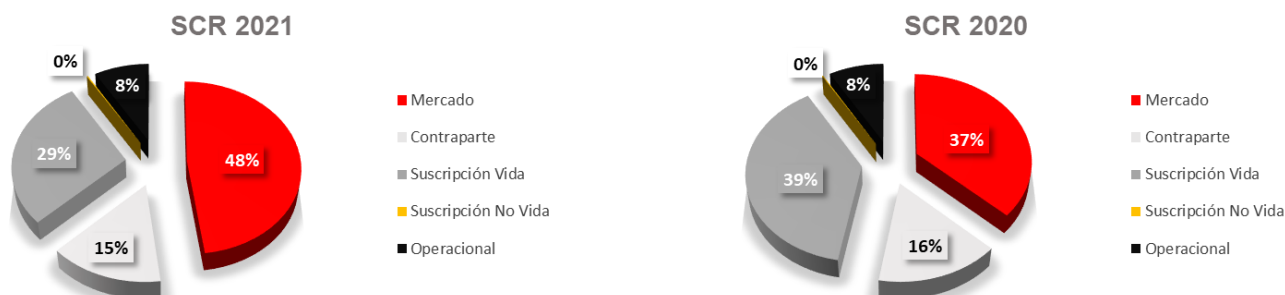 SCR 2021
0%
8%
29%
48%
15%
Mercado
Contraparte
Suscripción Vida
Suscripción No Vida
Operacional
SCR 2020
0%
8%
37%
39%
16%
Mercado
Contraparte
Suscripción Vida
Suscripción No Vida
Operacional